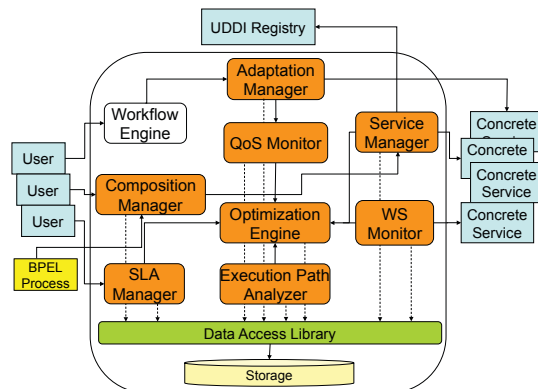 UDDI Registry
Adaptation
Manager
Workflow
Engine
QoS Monitor
Service
Manager
Concrete
Concrete
Concrete
Service
Concrete
Service
User
User
User
Composition
Manager
Optimization
Engine
WS
Monitor
BPEL
Process
SLA
Manager
Execution Path
Analyzer
Data Access Library
Storage